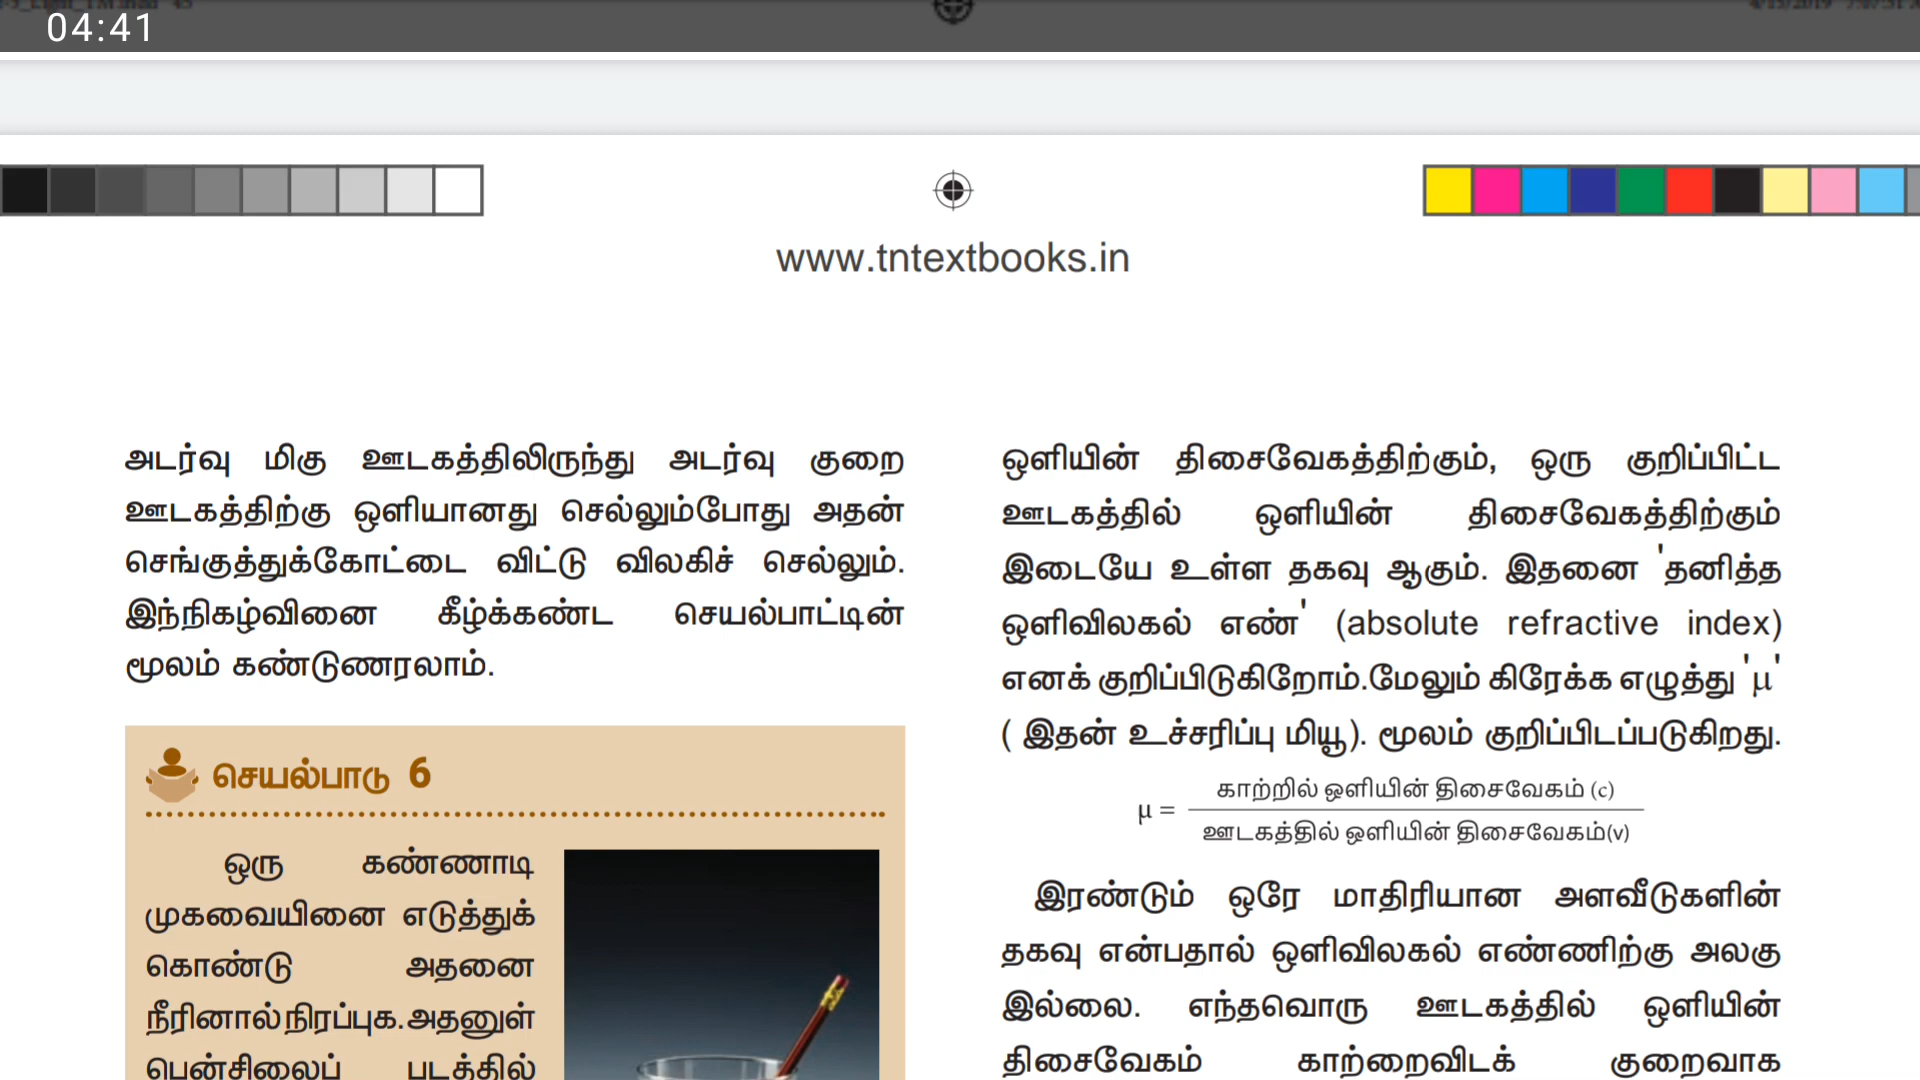 04:41
www.tntextbooks.in
அடர்வு மிகு ஊடகத்திலிருந்து அடர்வு குறை
ஊடகத்திற்கு ஒளியானது செல்லும்போது அதன்
செங்குத்துக்கோட்டை விட்டு விலகிச் செல்லும்.
இந்நிகழ்வினை கீழ்க்கண்ட செயல்பாட்டின்
மூலம் கண்டுணரலாம்.
செயல்பாடு 6
ஒரு கண்ணாடி
முகவையினை எடுத்துக்
கொண்டு அதனை
நீரினால் நிரப்புக. அதனுள்
பென்சிலைப் படத்தில்
ஒளியின் திசைவேகத்திற்கும், ஒரு குறிப்பிட்ட
ஊடகத்தில் ஒளியின் திசைவேகத்திற்கும்
இடையே உள்ள தகவு ஆகும். இதனை 'தனித்த
ஒளிவிலகல் எண்' (absolute refractive index)
எனக் குறிப்பிடுகிறோம்.மேலும் கிரேக்க எழுத்து 'μ'
( இதன் உச்சரிப்பு மியூ). மூலம் குறிப்பிடப்படுகிறது.
காற்றில் ஒளியின் திசைவேகம் (c)
μ =
ஊடகத்தில் ஒளியின் திசைவேகம்(v)
இரண்டும் ஒரே மாதிரியான அளவீடுகளின்
தகவு என்பதால் ஒளிவிலகல் எண்ணிற்கு அலகு
இல்லை. எந்தவொரு ஊடகத்தில் ஒளியின்
திசைவேகம் காற்றைவிடக் குறைவாக